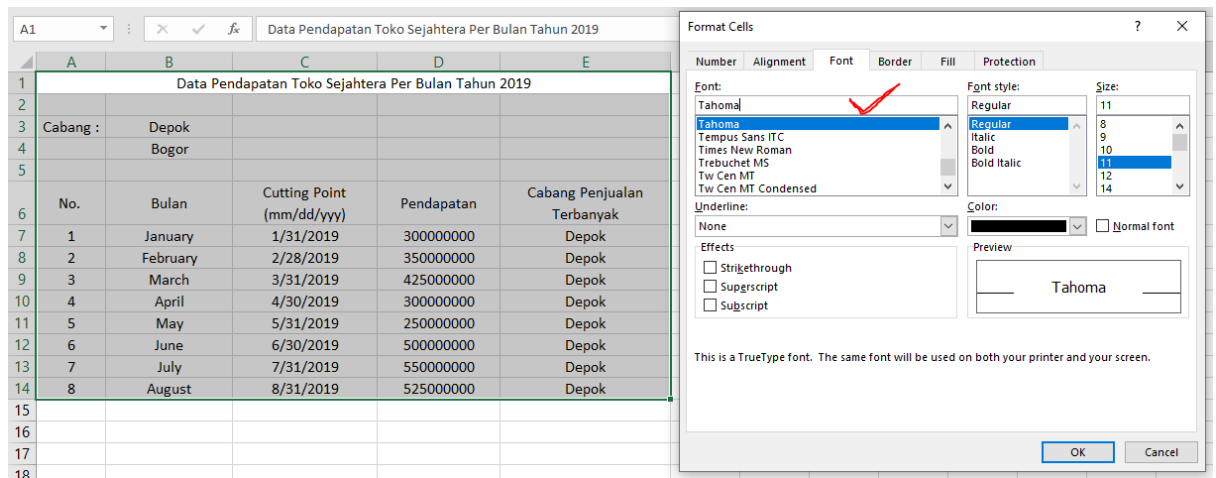 A1 fx Data Pendapatan Toko Sejahtera Per Bulan Tahun 2019
A B C D E
1 Data Pendapatan Toko Sejahtera Per Bulan Tahun 2019
2
3 Cabang : Depok
4 Bogor
5
6 No. Bulan Cutting Point (mm/dd/yyy) Pendapatan Cabang Penjualan Terbanyak
7 1 January 1/31/2019 300000000 Depok
8 2 February 2/28/2019 350000000 Depok
9 3 March 3/31/2019 425000000 Depok
10 4 April 4/30/2019 300000000 Depok
11 5 May 5/31/2019 250000000 Depok
12 6 June 6/30/2019 500000000 Depok
13 7 July 7/31/2019 550000000 Depok
14 8 August 8/31/2019 525000000 Depok
15
16
17
18
Format Cells ?
Number Alignment Font Border Fill Protection
Font: Font style: Size:
Tahoma Regular 11
Tahoma Regular 8
Tempus Sans ITC Italic 9
Times New Roman Bold 10
Trebuchet MS Bold Italic 11
Tw Cen MT 12
Tw Cen MT Condensed 14
Underline: Color:
None Normal font
Effects Preview
Strikethrough
Superscript Tahoma
Subscript
This is a TrueType font. The same font will be used on both your printer and your screen.
OK Cancel